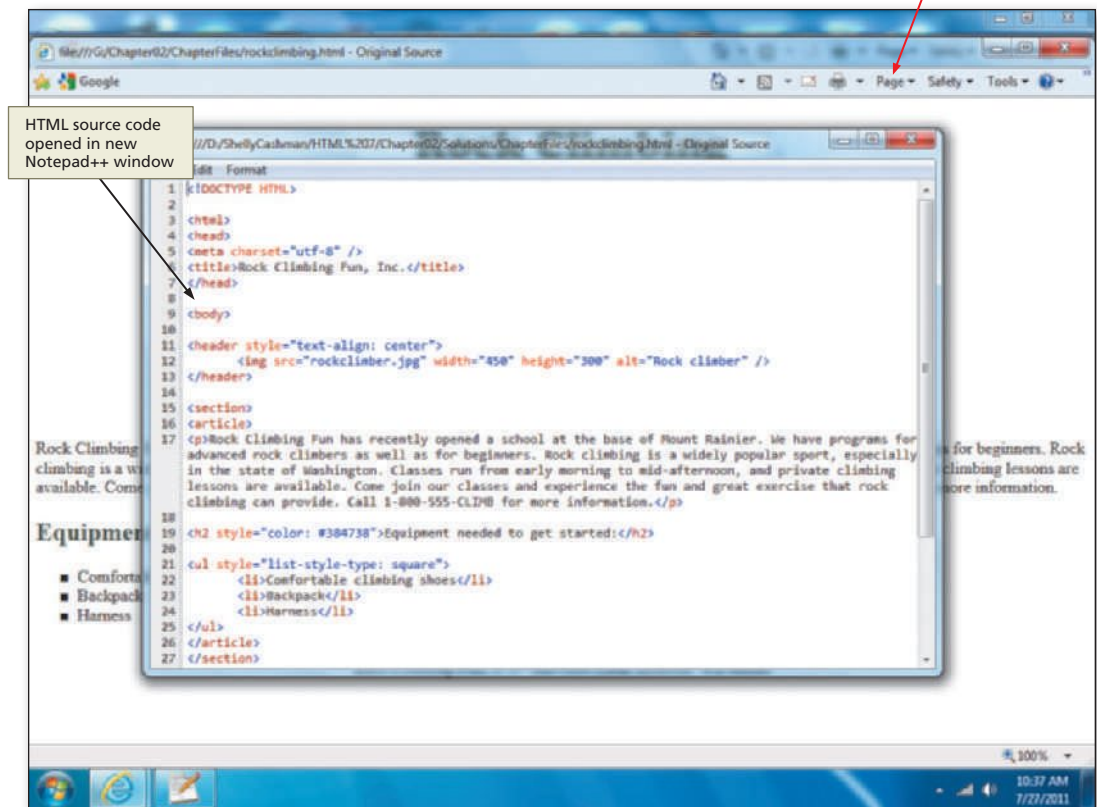 file:///G:/Chapter02/ChapterFiles/rockclimbing.html - Original Source
Google
Page Safety Tools
HTML source code
opened in new
Notepad++ window
///D:/ShellyCashman/HTML%207/Chapter02/Solutions/ChapterFiles/rockclimbing.html - Original Source
Edit Format
1 <!DOCTYPE HTML>
2
3 <html>
4 <head>
5 <meta charset="utf-8" />
6 <title>Rock Climbing Fun, Inc.</title>
7 </head>
8
9 <body>
10
11 <header style="text-align: center">
12 <img src="rockclimber.jpg" width="450" height="300" alt="Rock climber" />
13 </header>
14
15 <section>
16 <article>
17 <p>Rock Climbing Fun has recently opened a school at the base of Mount Rainier. We have programs for
advanced rock climbers as well as for beginners. Rock climbing is a widely popular sport, especially
in the state of Washington. Classes run from early morning to mid-afternoon, and private climbing
lessons are available. Come join our classes and experience the fun and great exercise that rock
climbing can provide. Call 1-800-555-CLIMB for more information.</p>
18
19 <h2 style="color: #384738">Equipment needed to get started:</h2>
20
21 <ul style="list-style-type: square">
22 <li>Comfortable climbing shoes</li>
23 <li>Backpack</li>
24 <li>Harness</li>
25 </ul>
26 </article>
27 </section>
Rock Climbing
climbing is a
available. Come
s for beginners. Rock
climbing lessons are
more information.
Equipmen
Comforta
Backpack
Harness
100%
10:37 AM
7/27/2011